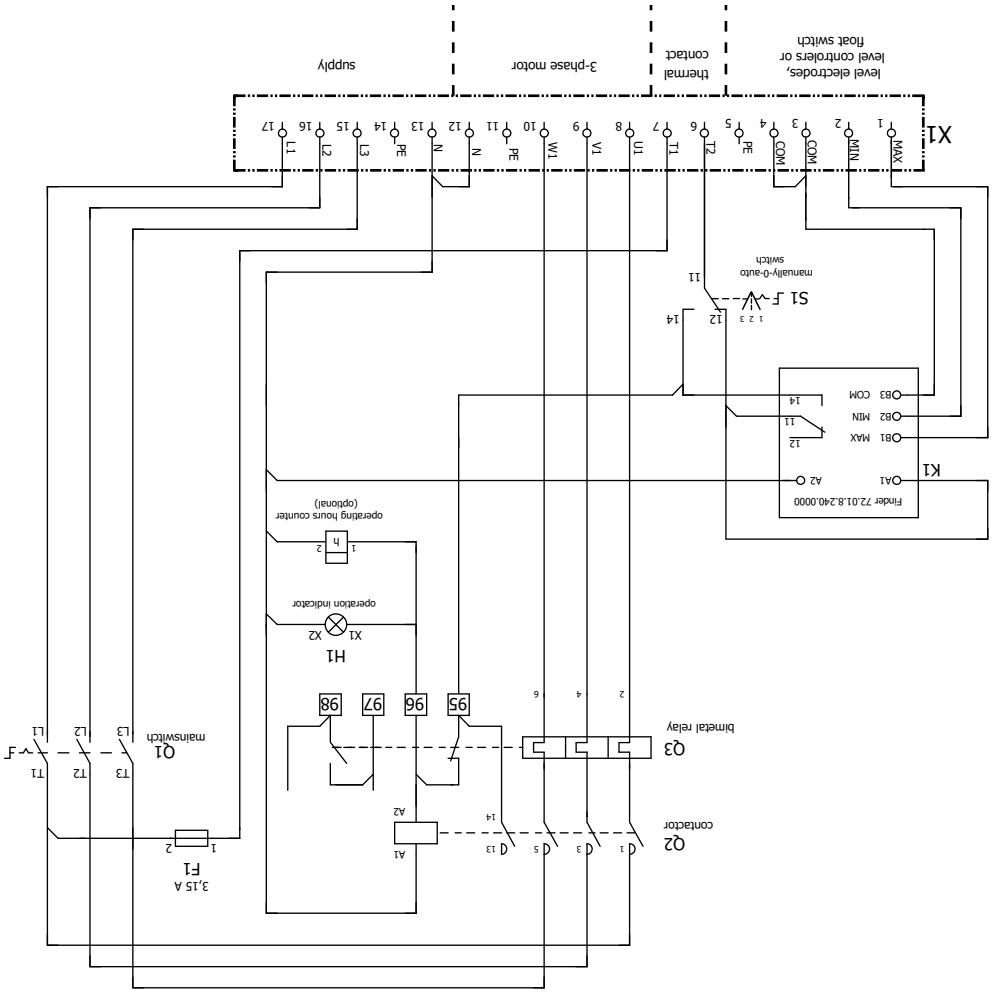 3,15 A
F1
1 3 5 13 A1 1 2
Q2
contactor
14 A2
T3 T2 T1
Q3
bimetal relay
Q1
mainswitch
L3 L2 L1
2 4 6 95 96 97 98
H1
X1 X2
operation indicator
1 h 2
operating hours counter
(optional)
Finder 72.01.8.240.0000
A1 A2
K1
B1 MAX 12
B2 MIN 11
B3 COM 14
1 2 3
12 14
S1
11
manually-0-auto
switch
MAX MIN COM COM PE T2 T1 U1 V1 W1 PE N N PE L3 L2 L1
X1
1 2 3 4 5 6 7 8 9 10 11 12 13 14 15 16 17
level electrodes,
level controlers or
float switch
thermal
contact
3-phase motor
supply